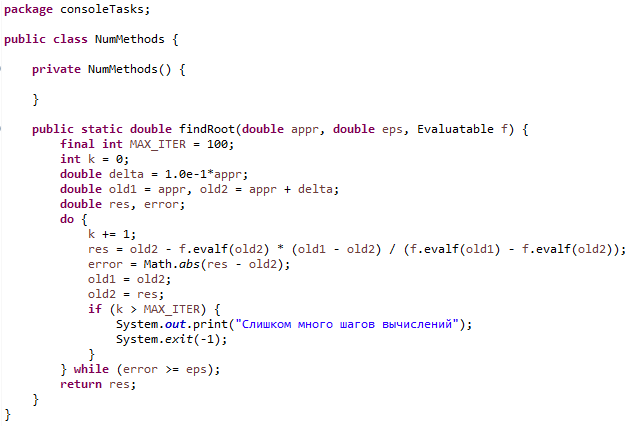 package consoleTasks;
public class NumMethods {
private NumMethods() {
}
public static double findRoot(double appr, double eps, Evaluatable f) {
final int MAX_ITER = 100;
int k = 0;
double delta = 1.0e-1*appr;
double old1 = appr, old2 = appr + delta;
double res, error;
do {
k += 1;
res = old2 - f.evalf(old2) * (old1 - old2) / (f.evalf(old1) - f.evalf(old2));
error = Math.abs(res - old2);
old1 = old2;
old2 = res;
if (k > MAX_ITER) {
System.out.print("Слишком много шагов вычислений");
System.exit(-1);
}
} while (error >= eps);
return res;
}
}